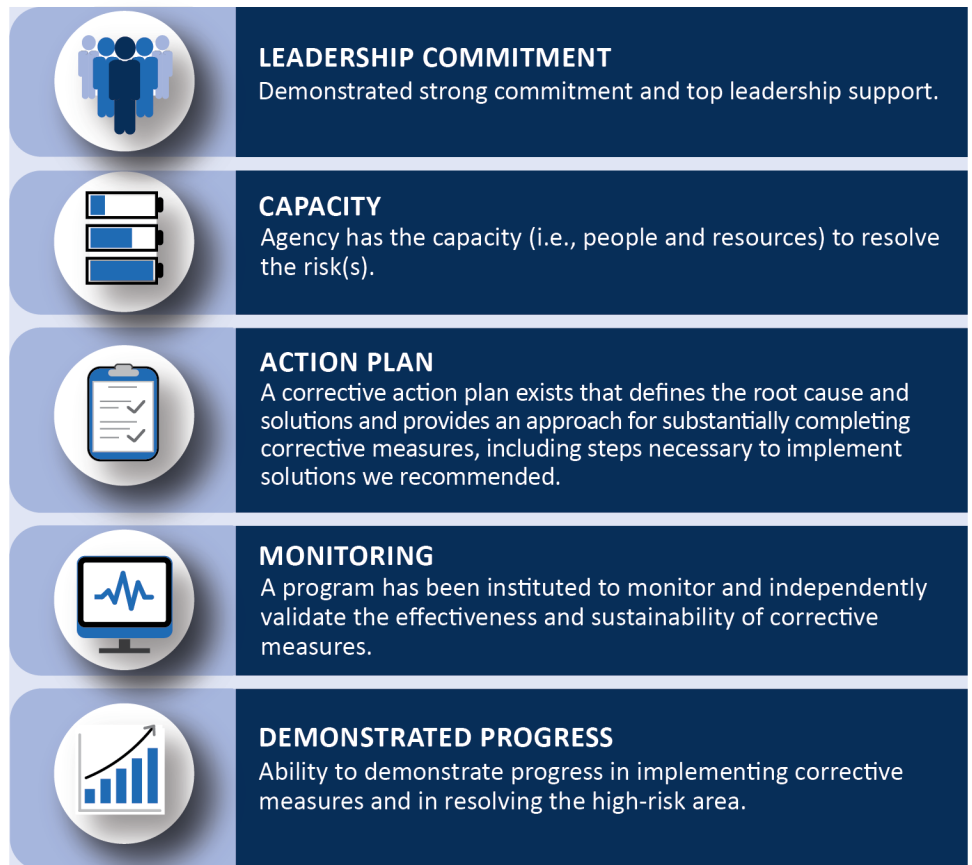 LEADERSHIP COMMITMENT
Demonstrated strong commitment and top leadership support.
CAPACITY
Agency has the capacity (i.e., people and resources) to resolve
the risk(s).
ACTION PLAN
A corrective action plan exists that defines the root cause and
solutions and provides an approach for substantially completing
corrective measures, including steps necessary to implement
solutions we recommended.
MONITORING
A program has been instituted to monitor and independently
validate the effectiveness and sustainability of corrective
measures.
DEMONSTRATED PROGRESS
Ability to demonstrate progress in implementing corrective
measures and in resolving the high-risk area.